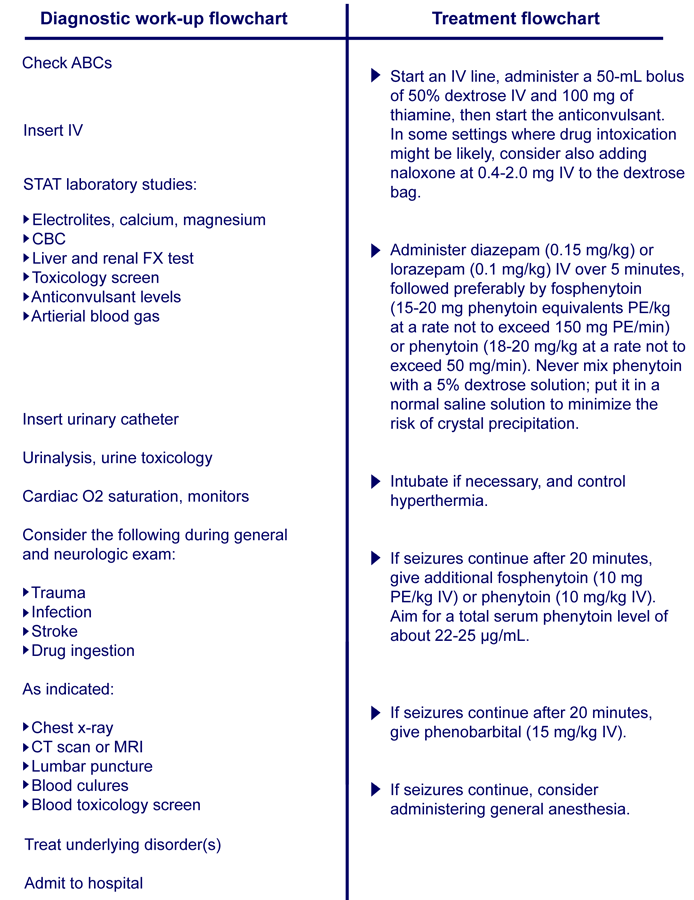 Diagnostic work-up flowchart
Check ABCs
Insert IV
STAT laboratory studies:
Electrolytes, calcium, magnesium
CBC
Liver and renal FX test
Toxicology screen
Anticonvulsant levels
Artierial blood gas
Insert urinary catheter
Urinalysis, urine toxicology
Cardiac O2 saturation, monitors
Consider the following during general
and neurologic exam:
Trauma
Infection
Stroke
Drug ingestion
As indicated:
Chest x-ray
CT scan or MRI
Lumbar puncture
Blood culures
Blood toxicology screen
Treat underlying disorder(s)
Admit to hospital
Treatment flowchart
Start an IV line, administer a 50-mL bolus
of 50% dextrose IV and 100 mg of
thiamine, then start the anticonvulsant.
In some settings where drug intoxication
might be likely, consider also adding
naloxone at 0.4-2.0 mg IV to the dextrose
bag.
Administer diazepam (0.15 mg/kg) or
lorazepam (0.1 mg/kg) IV over 5 minutes,
followed preferably by fosphenytoin
(15-20 mg phenytoin equivalents PE/kg
at a rate not to exceed 150 mg PE/min)
or phenytoin (18-20 mg/kg at a rate not to
exceed 50 mg/min). Never mix phenytoin
with a 5% dextrose solution; put it in a
normal saline solution to minimize the
risk of crystal precipitation.
Intubate if necessary, and control
hyperthermia.
If seizures continue after 20 minutes,
give additional fosphenytoin (10 mg
PE/kg IV) or phenytoin (10 mg/kg IV).
Aim for a total serum phenytoin level of
about 22-25 μg/mL.
If seizures continue after 20 minutes,
give phenobarbital (15 mg/kg IV).
If seizures continue, consider
administering general anesthesia.